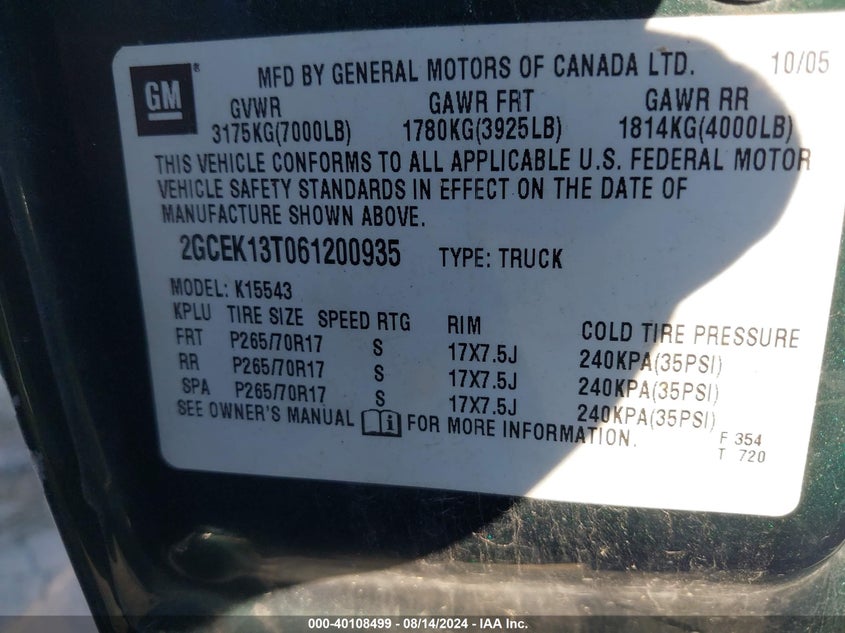 GM ®
MFD BY GENERAL MOTORS OF CANADA LTD. 10/05
GVWR GAWR FRT GAWR RR
3175KG(7000LB) 1780KG(3925LB) 1814KG(4000LB)
THIS VEHICLE CONFORMS TO ALL APPLICABLE U.S. FEDERAL MOTOR
VEHICLE SAFETY STANDARDS IN EFFECT ON THE DATE OF
MANUFACTURE SHOWN ABOVE.
2GCEK13T061200935 TYPE: TRUCK
MODEL: K15543
KPLU TIRE SIZE SPEED RTG RIM COLD TIRE PRESSURE
FRT P265/70R17 S 17X7.5J 240KPA(35PSI)
RR P265/70R17 S 17X7.5J 240KPA(35PSI)
SPA P265/70R17 S 17X7.5J 240KPA(35PSI)
SEE OWNER'S MANUAL i FOR MORE INFORMATION.
F 354
T 720
000-40108499 - 08/14/2024 - IAA Inc.